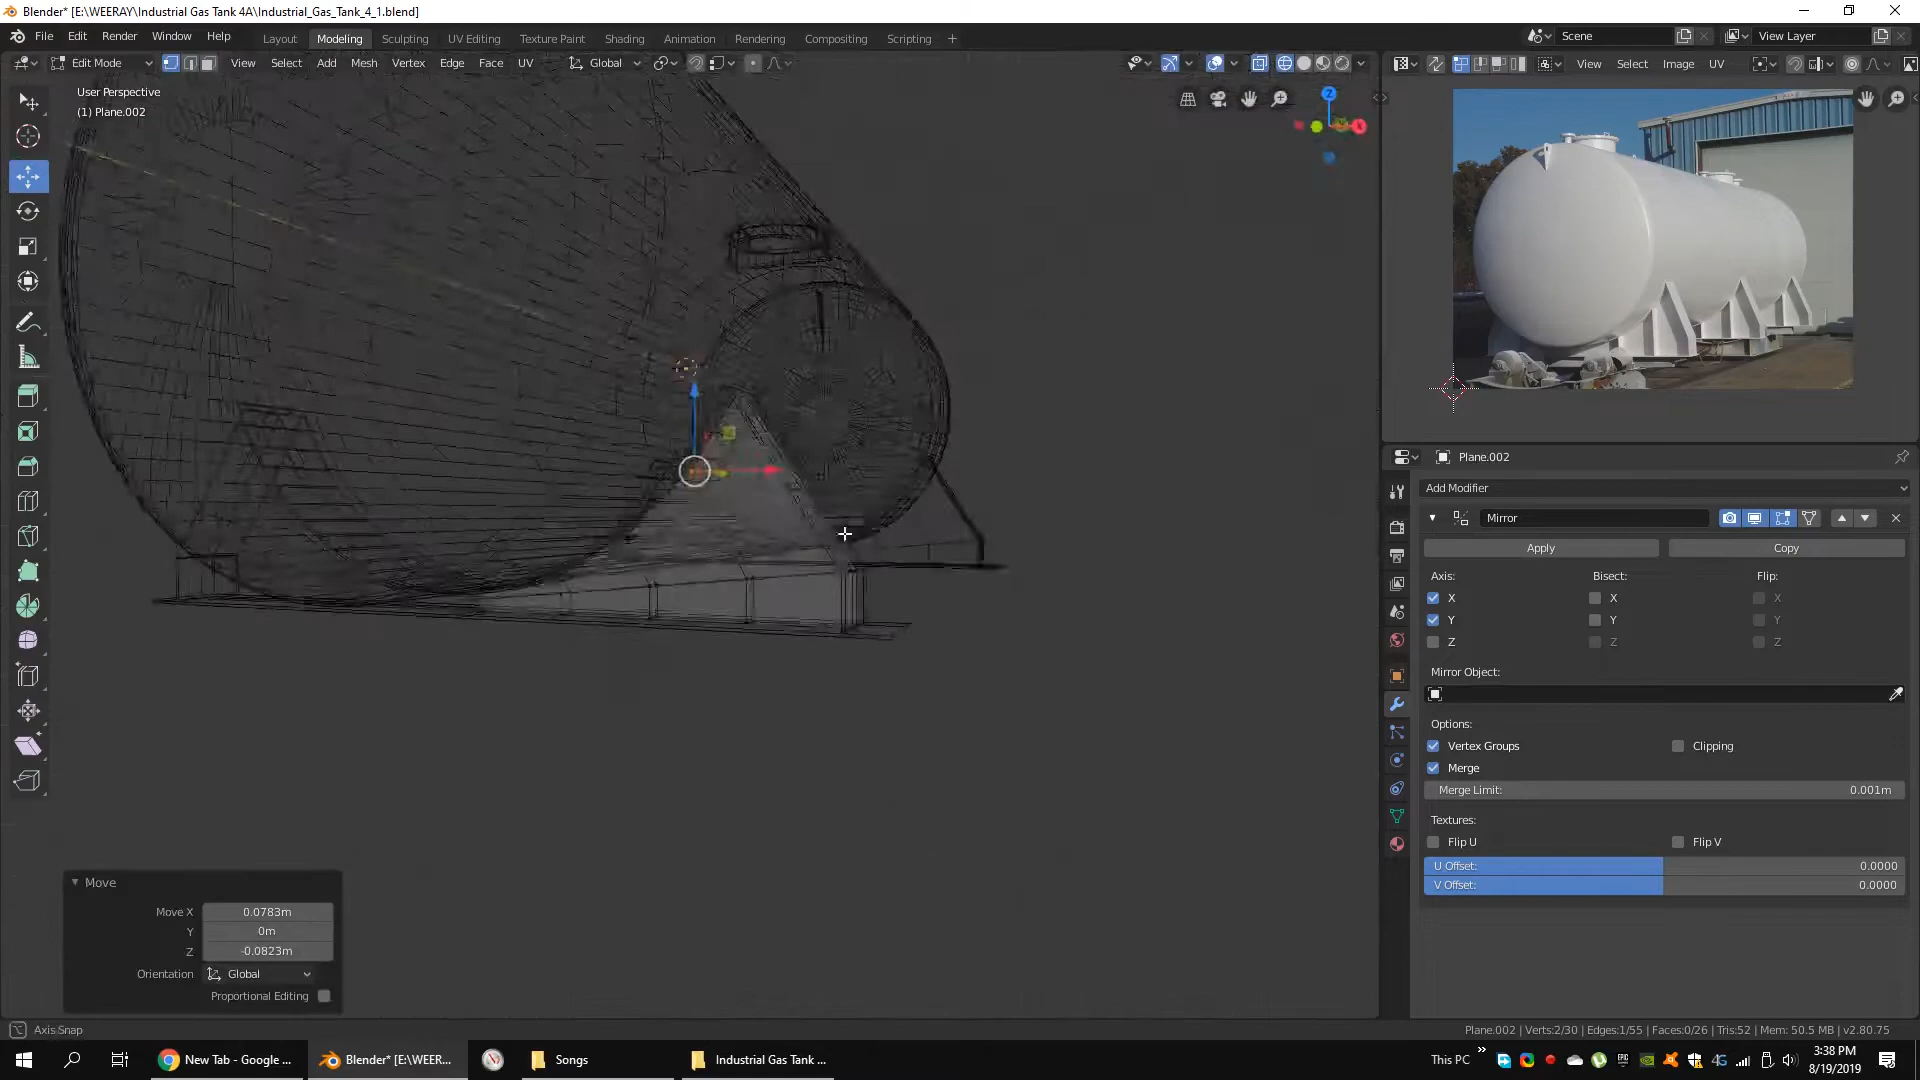 Blender* [E:\WEERAY\Industrial Gas Tank 4A\Industrial_Gas_Tank_4_1.blend]
File Edit Render Window Help
Layout Modeling Sculpting UV Editing Texture Paint Shading Animation Rendering Compositing Scripting +
Scene View Layer
Edit Mode View Select Add Mesh Vertex Edge Face UV Global
View Select Image UV
User Perspective
(1) Plane.002
Plane.002
Add Modifier
Mirror
Apply Copy
Axis: Bisect: Flip:
X X X
Y Y Y
Z Z Z
Mirror Object:
Options:
Vertex Groups Clipping
Merge
Merge Limit: 0.001m
Textures:
Flip U Flip V
U Offset: 0.0000
V Offset: 0.0000
Move
Move X 0.0783m
Y 0m
Z -0.0823m
Orientation Global
Proportional Editing
Axis Snap
Plane.002 | Verts:2/30 | Edges:1/55 | Faces:0/26 | Tris:52 | Mem: 50.5 MB | v2.80.75
New Tab - Google ... Blender* [E:\WEER... Songs Industrial Gas Tank ... This PC 4G 3:38 PM
8/19/2019